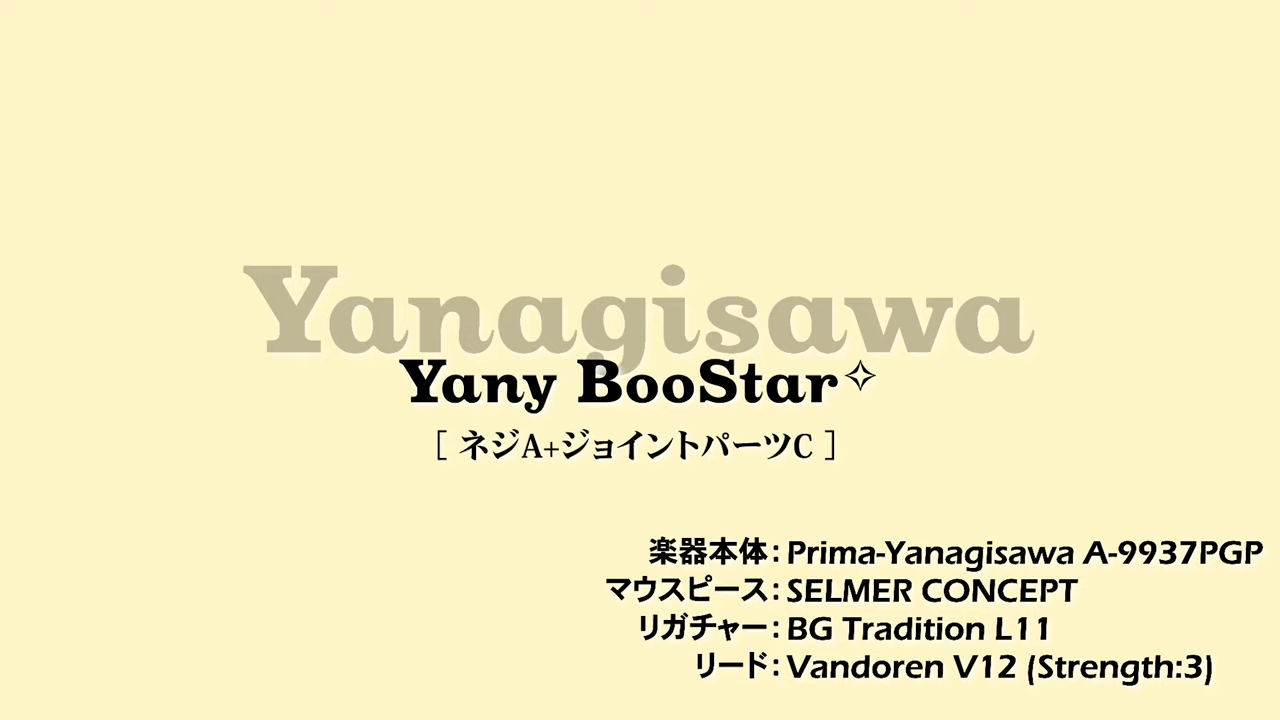 Yanagisawa
Yany BooStar✧
［ ネジA+ジョイントパーツC ］
楽器本体：Prima-Yanagisawa A-9937PGP
マウスピース：SELMER CONCEPT
リガチャー：BG Tradition L11
リード：Vandoren V12 (Strength:3)